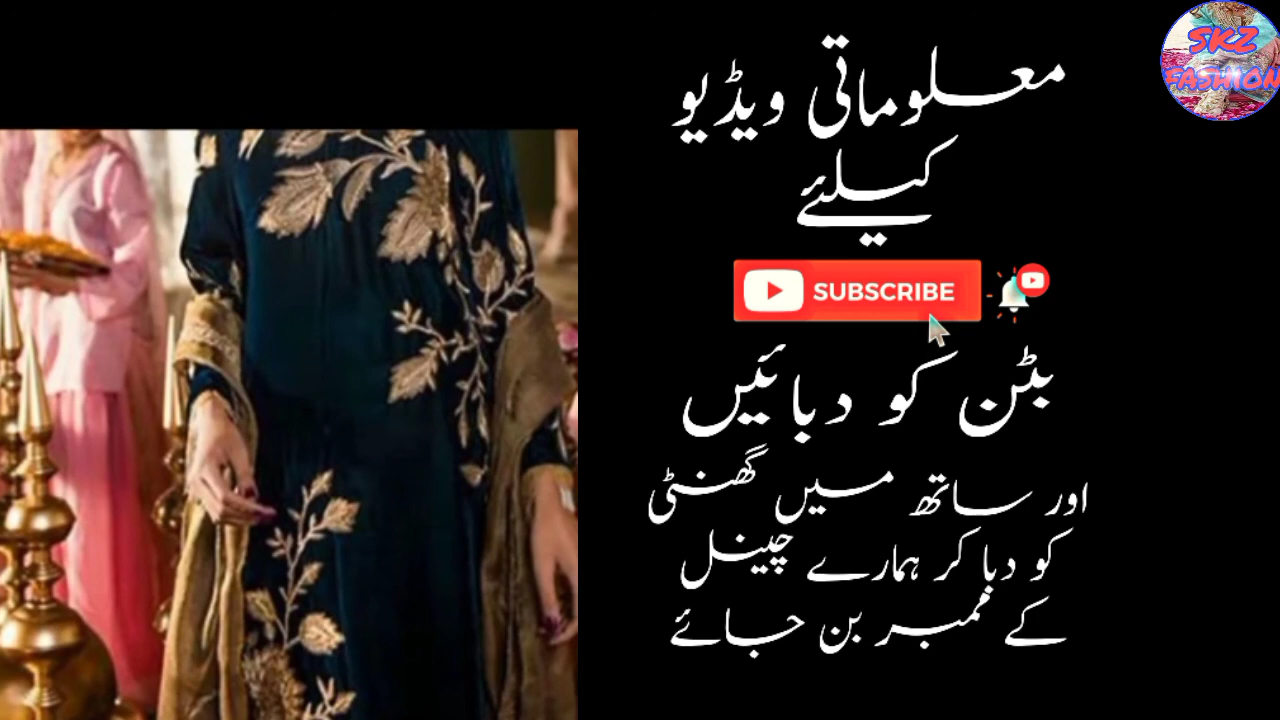 SKZ
FASHION
معلوماتی ویڈیو
کیلئے
SUBSCRIBE
بٹن کو دبائیں
اور ساتھ میں گھنٹی
کو دبا کر ہمارے چینل
کے ممبر بن جائے